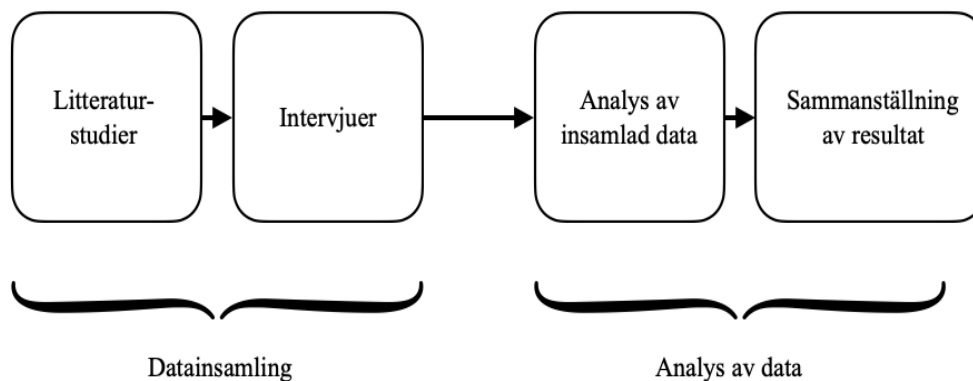 Litteratur-
studier
Intervjuer
Analys av
insamlad data
Sammanställning
av resultat
Datainsamling
Analys av data